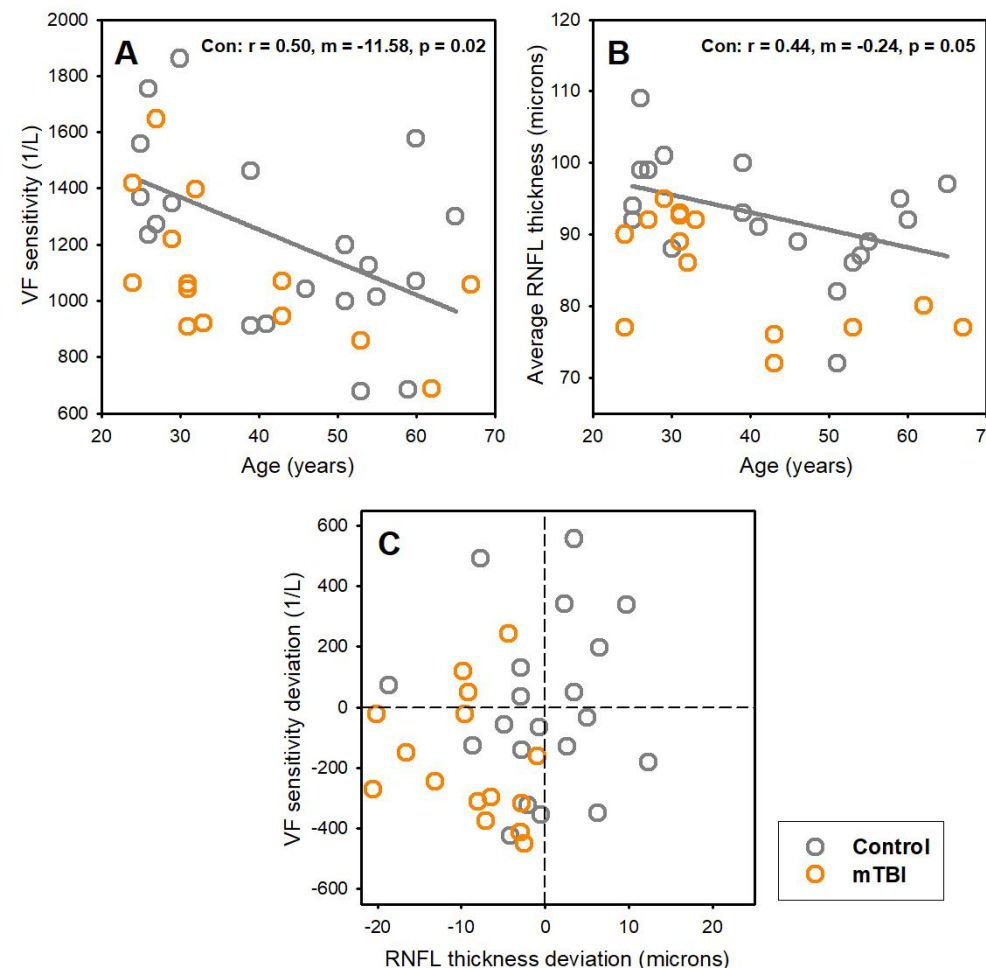 A
Con: r = 0.50, m = -11.58, p = 0.02
VF sensitivity (1/L)
2000
1800
1600
1400
1200
1000
800
600
20 30 40 50 60 70
Age (years)
B
Con: r = 0.44, m = -0.24, p = 0.05
Average RNFL thickness (microns)
120
110
100
90
80
70
20 30 40 50 60
Age (years)
C
VF sensitivity deviation (1/L)
600
400
200
0
-200
-400
-600
-20 -10 0 10 20
RNFL thickness deviation (microns)
Control
mTBI